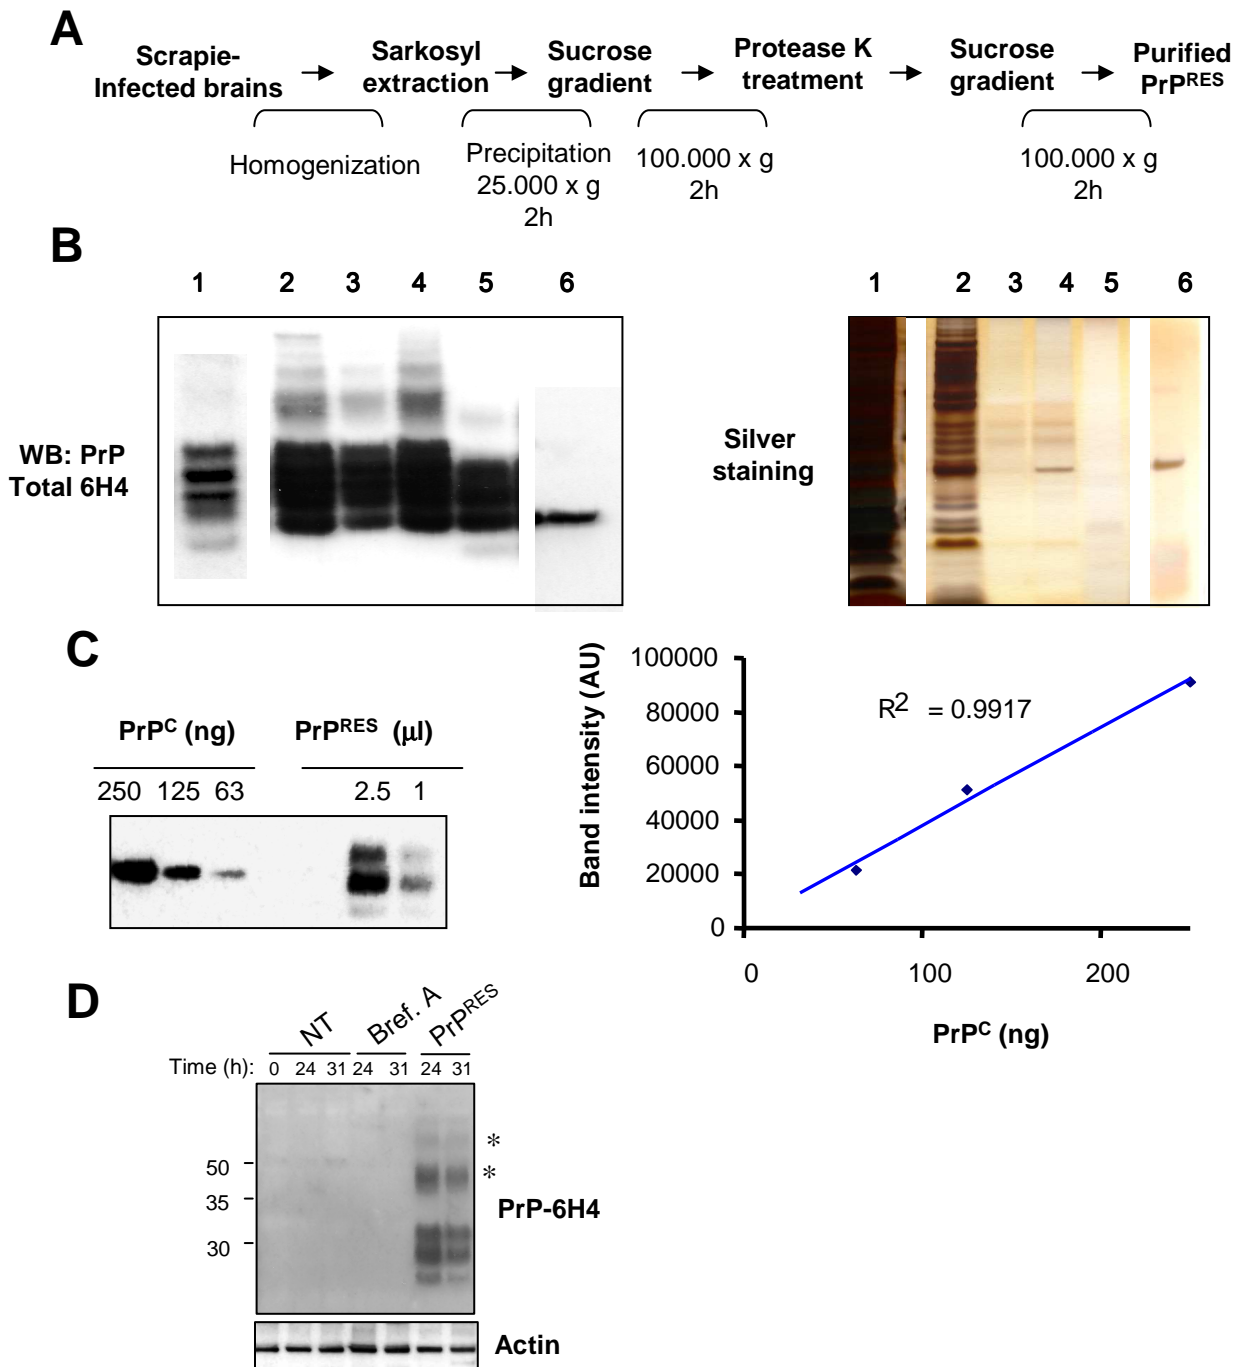 A
Scrapie-
Infected brains
Sarkosyl
extraction
Sucrose
gradient
Protease K
treatment
Sucrose
gradient
Purified
PrPRES
Homogenization
Precipitation
25.000 x g
2h
100.000 x g
2h
100.000 x g
2h
B
1 2 3 4 5 6
WB: PrP
Total 6H4
1 2 3 4 5 6
Silver
staining
C
PrPC (ng) PrPRES (µl)
250 125 63 2.5 1
Band intensity (AU)
100000
80000
60000
40000
20000
0
R2 = 0.9917
0 100 200
PrPC (ng)
D
NT Bref. A PrPRES
Time (h): 0 24 31 24 31 24 31
50
35
30
*
*
PrP-6H4
Actin